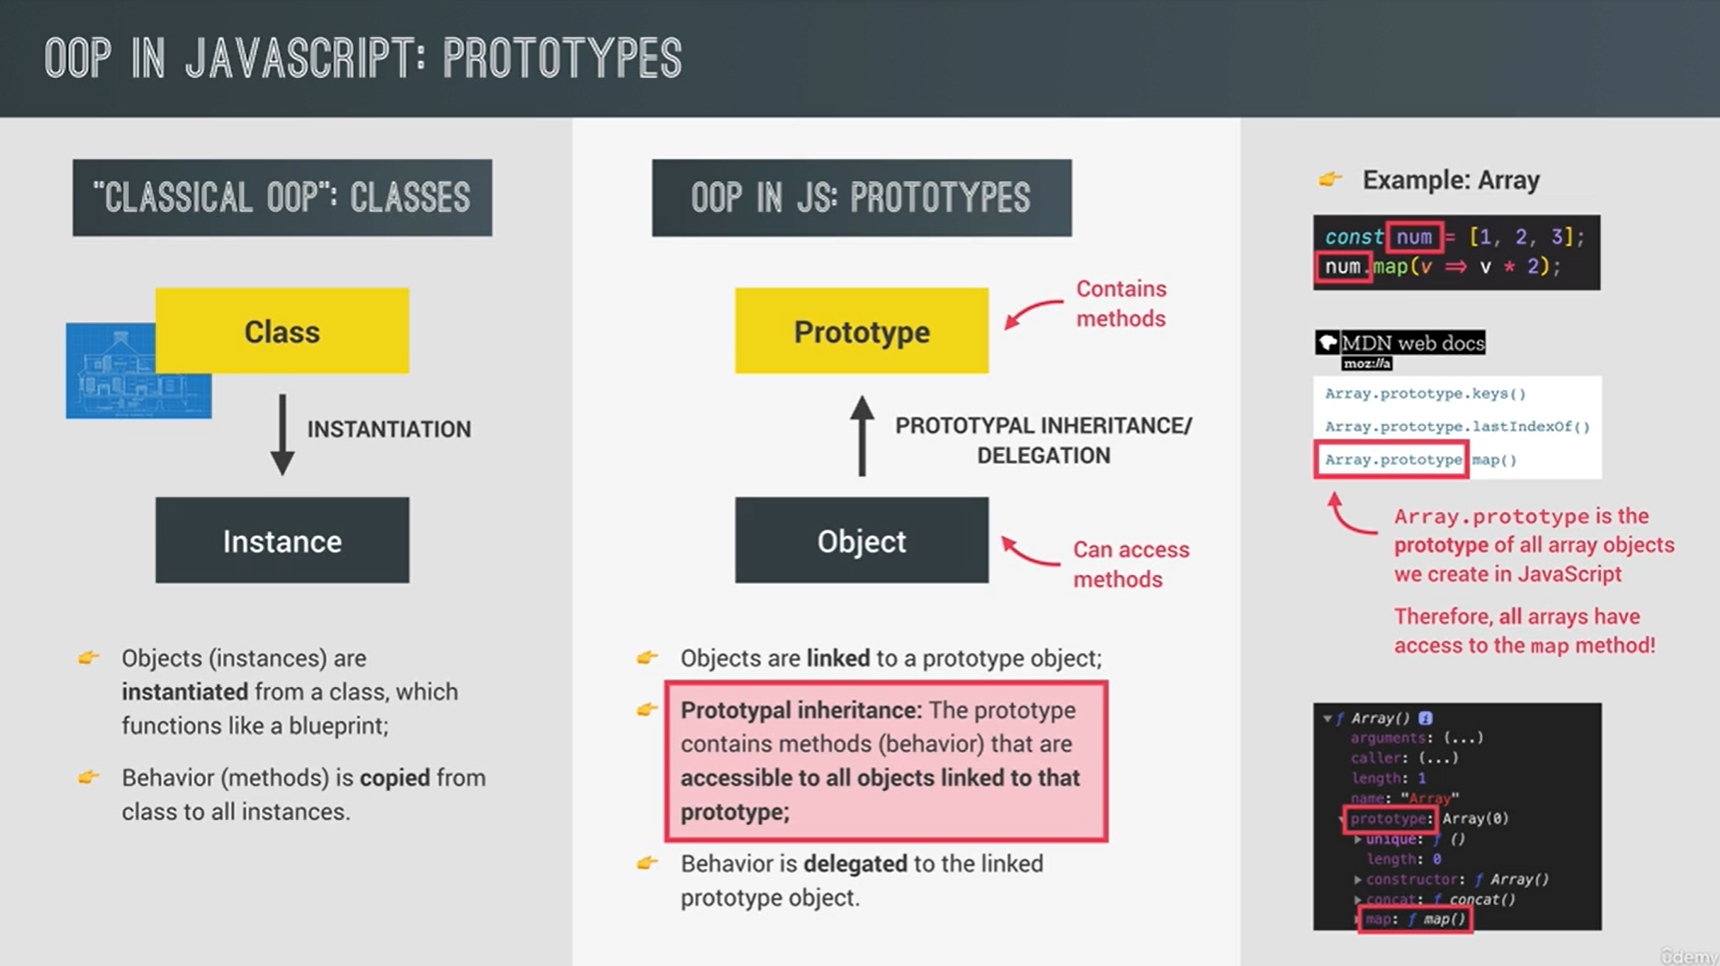 OOP IN JAVASCRIPT: PROTOTYPES
"CLASSICAL OOP": CLASSES
Class
INSTANTIATION
Instance
Objects (instances) are
instantiated from a class, which
functions like a blueprint;
Behavior (methods) is copied from
class to all instances.
OOP IN JS: PROTOTYPES
Prototype
Contains
methods
PROTOTYPAL INHERITANCE/
DELEGATION
Object
Can access
methods
Objects are linked to a prototype object;
Prototypal inheritance: The prototype
contains methods (behavior) that are
accessible to all objects linked to that
prototype;
Behavior is delegated to the linked
prototype object.
Example: Array
const num = [1, 2, 3];
num.map(v => v * 2);
MDN web docs
moz://a
Array.prototype.keys()
Array.prototype.lastIndexOf()
Array.prototype.map()
Array.prototype is the
prototype of all array objects
we create in JavaScript
Therefore, all arrays have
access to the map method!
▼ƒ Array() i
arguments: (...)
caller: (...)
length: 1
name: "Array"
▼prototype: Array(0)
▶unique: ƒ ()
length: 0
▶constructor: ƒ Array()
▶concat: ƒ concat()
▶map: ƒ map()
ûdemy